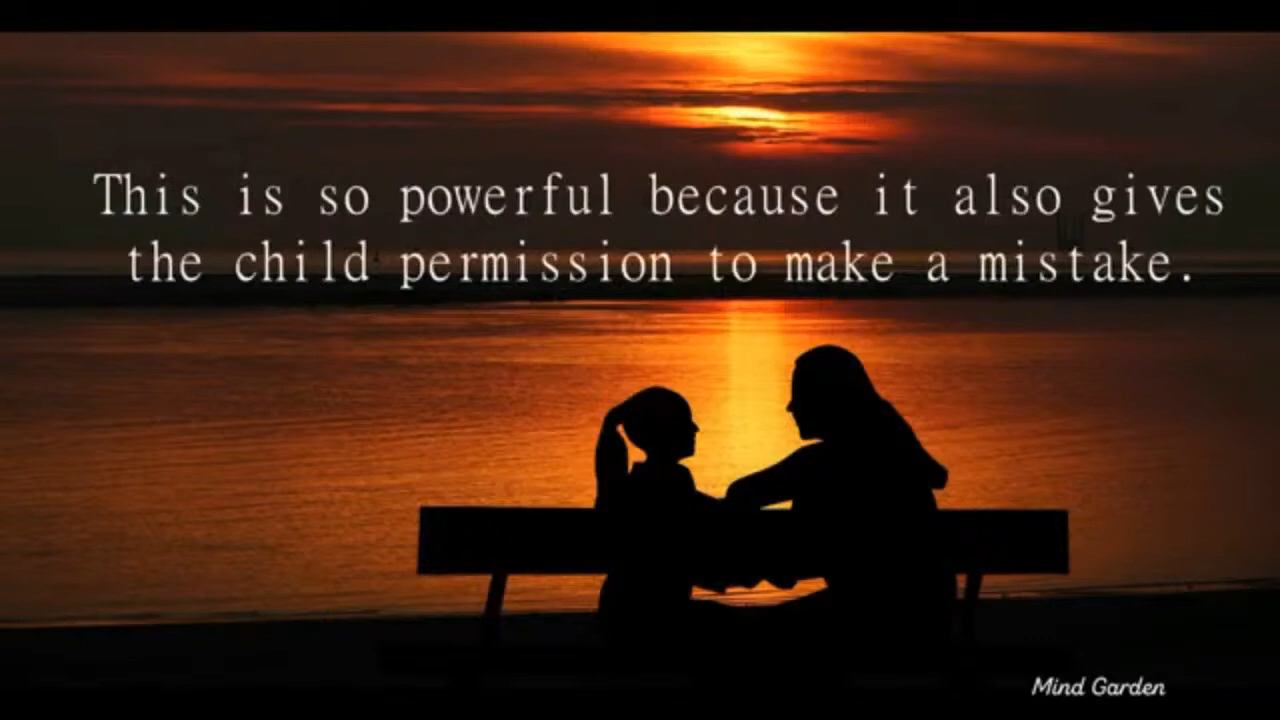 This is so powerful because it also gives
the child permission to make a mistake.
Mind Garden